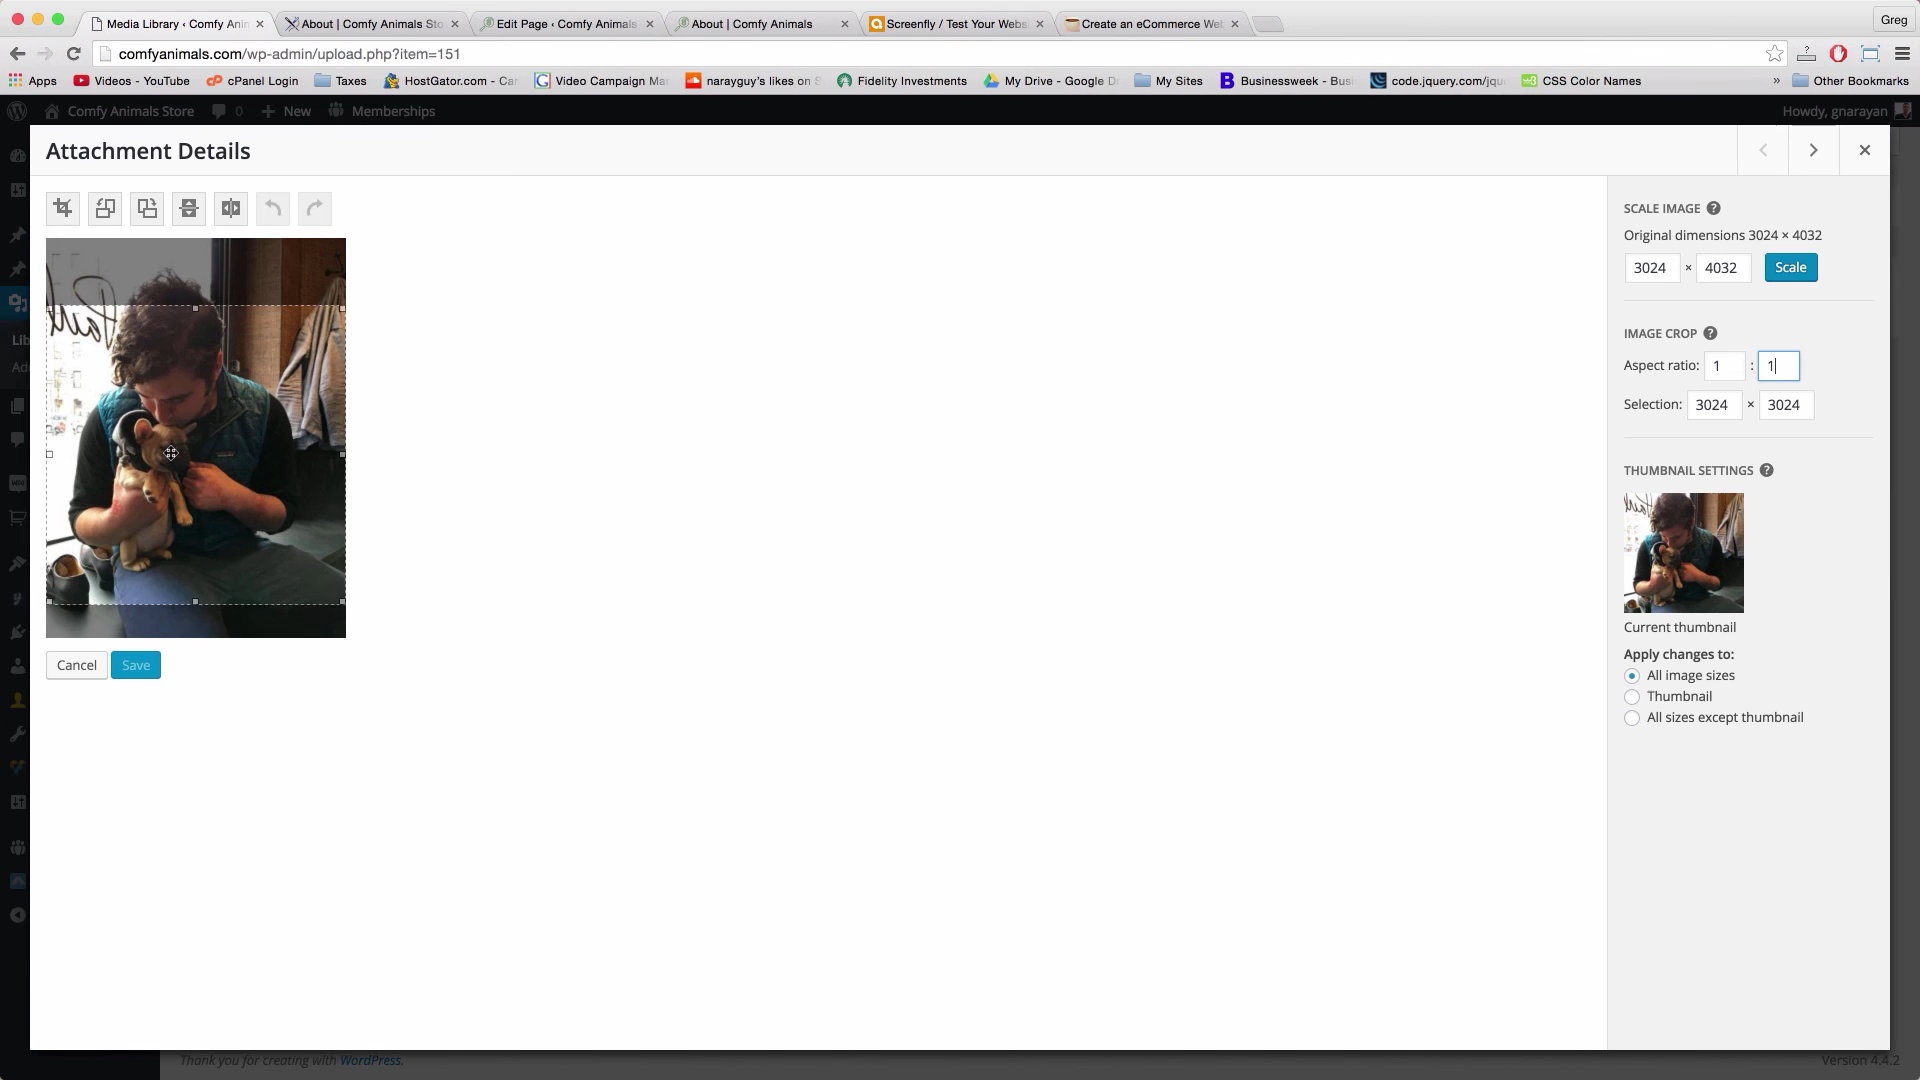 Media Library ‹ Comfy Ani
About | Comfy Animals Sto
Edit Page ‹ Comfy Animals
About | Comfy Animals
Screenfly / Test Your Webs
Create an eCommerce Web
Greg
comfyanimals.com/wp-admin/upload.php?item=151
Apps
Videos - YouTube
cPanel Login
Taxes
HostGator.com - Car
Video Campaign Mar
narayguy's likes on S
Fidelity Investments
My Drive - Google Dr
My Sites
Businessweek - Busi
code.jquery.com/jqu
CSS Color Names
»
Other Bookmarks
Comfy Animals Store
0
New
Memberships
Howdy, gnarayan
Attachment Details
SCALE IMAGE
Original dimensions 3024 × 4032
3024 × 4032 Scale
IMAGE CROP
Aspect ratio: 1 : 1
Selection: 3024 × 3024
THUMBNAIL SETTINGS
Current thumbnail
Apply changes to:
All image sizes
Thumbnail
All sizes except thumbnail
Cancel Save
Lib
Add
Thank you for creating with WordPress.
Version 4.4.2